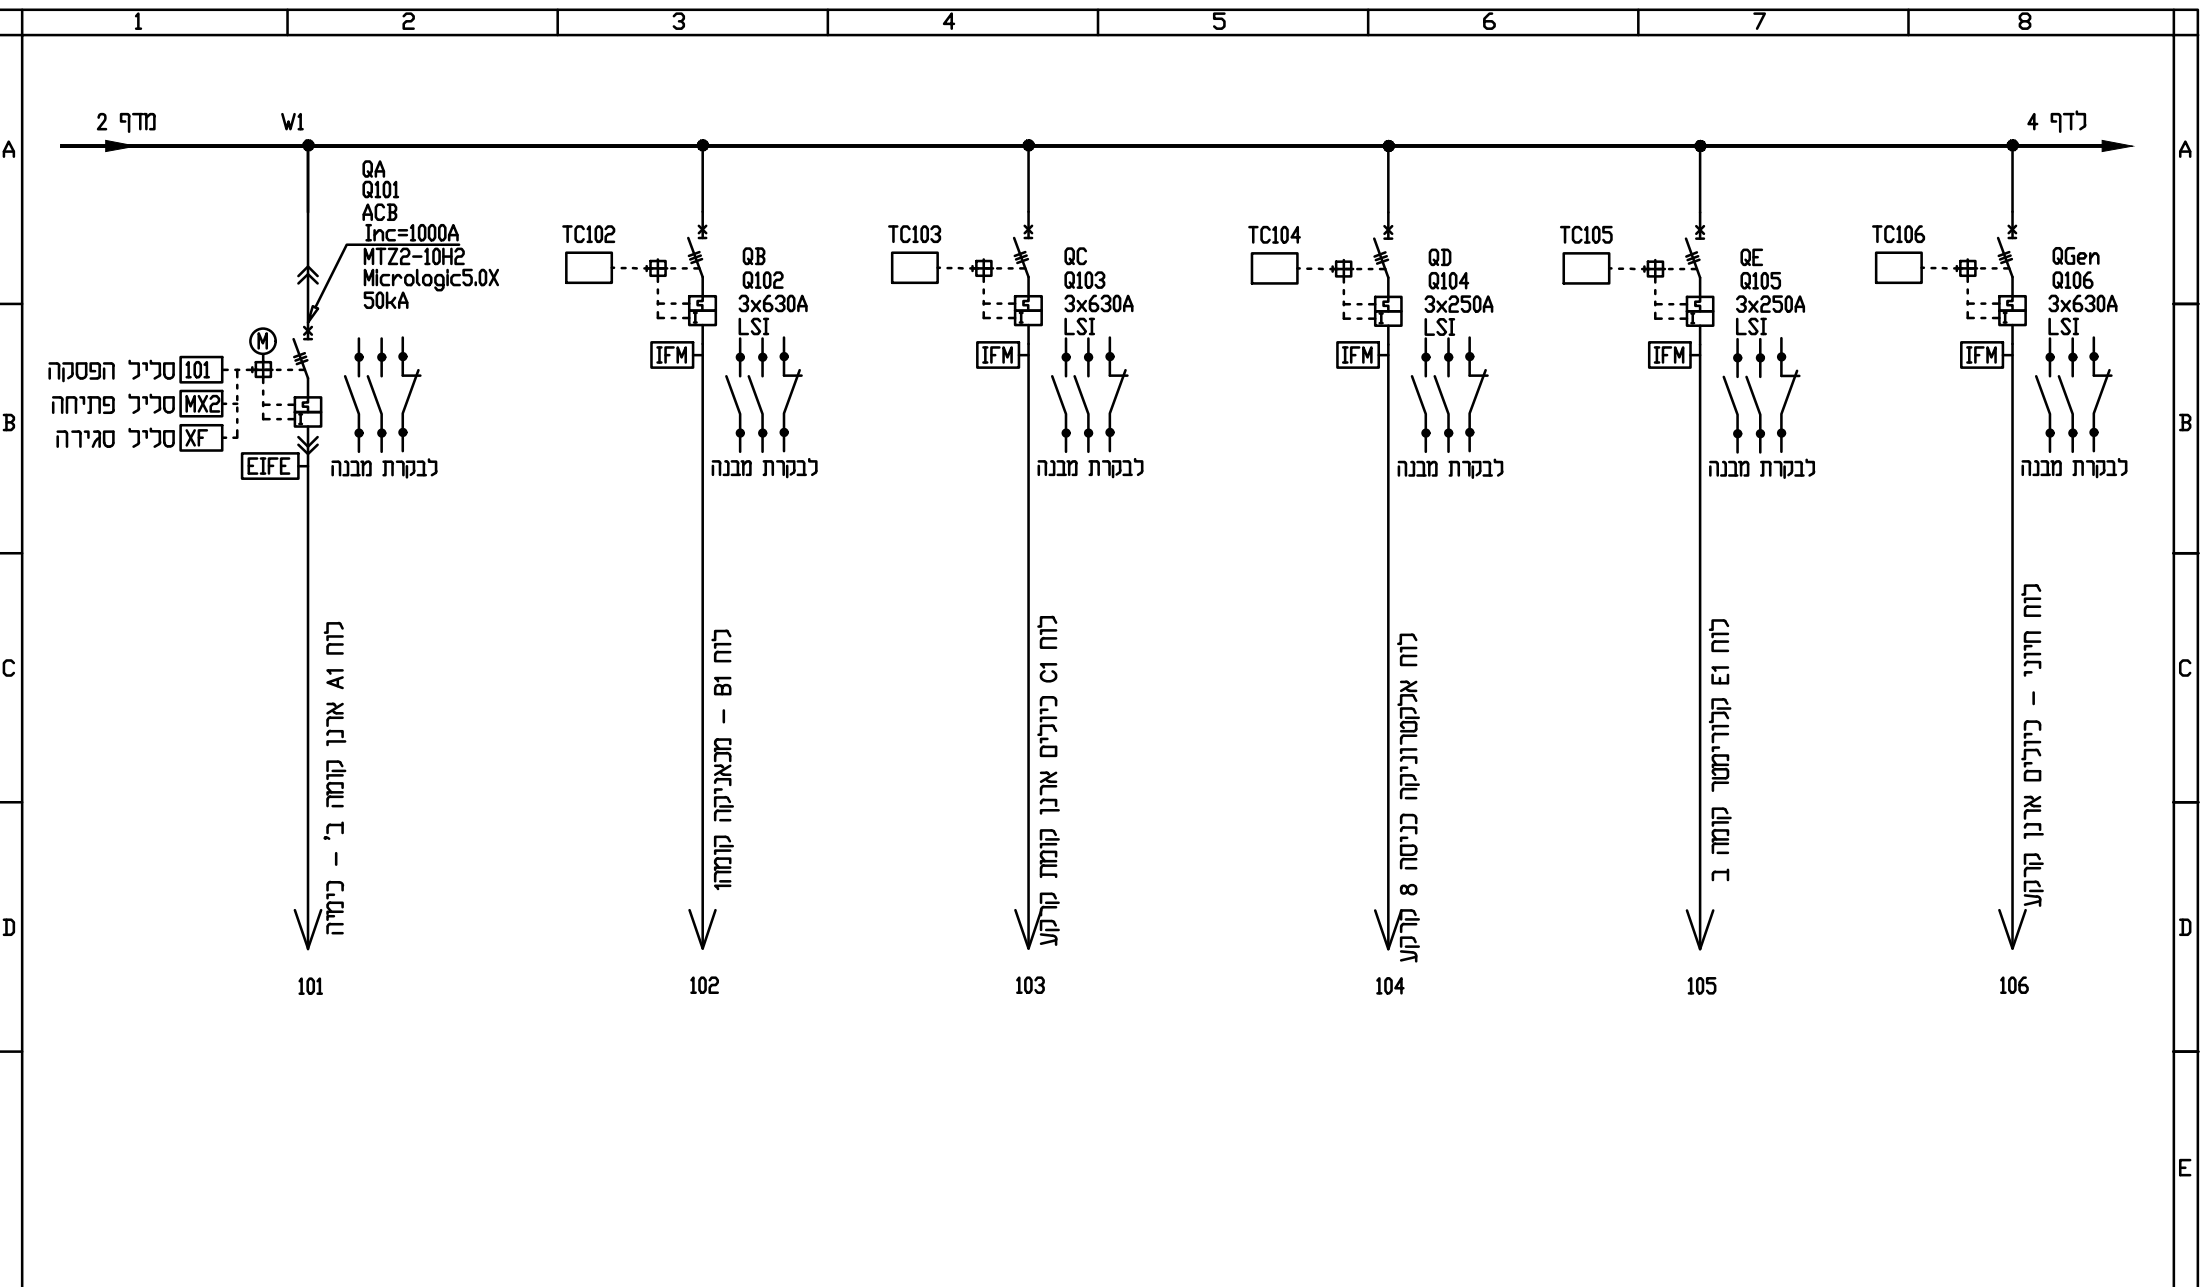 1 2 3 4 5 6 7 8
A
B
C
D
A
B
C
D
E
מדף 2
W1
לדף 4
QA
Q101
ACB
Inc=1000A
MTZ2-10H2
Micrologic5.0X
50kA
M
101 סליל הפסקה
MX2 סליל פתיחה
XF סליל סגירה
I
EIFE
לבקרת מבנה
לוח A1 ארנן קומה ב' - כימיה
101
TC102
QB
Q102
3x630A
LSI
I
IFM
לבקרת מבנה
לוח B1 - מכאניקה קומה1
102
TC103
QC
Q103
3x630A
LSI
I
IFM
לבקרת מבנה
לוח C1 כיולים ארנן קומת קרקע
103
TC104
QD
Q104
3x250A
LSI
I
IFM
לבקרת מבנה
לוח אלקטרוניקה כניסה 8 קרקע
104
TC105
QE
Q105
3x250A
LSI
I
IFM
לבקרת מבנה
לוח E1 קלורימטר קומה ב
105
TC106
QGen
Q106
3x630A
LSI
I
IFM
לבקרת מבנה
לוח חיוני - כיולים ארנן קרקע
106